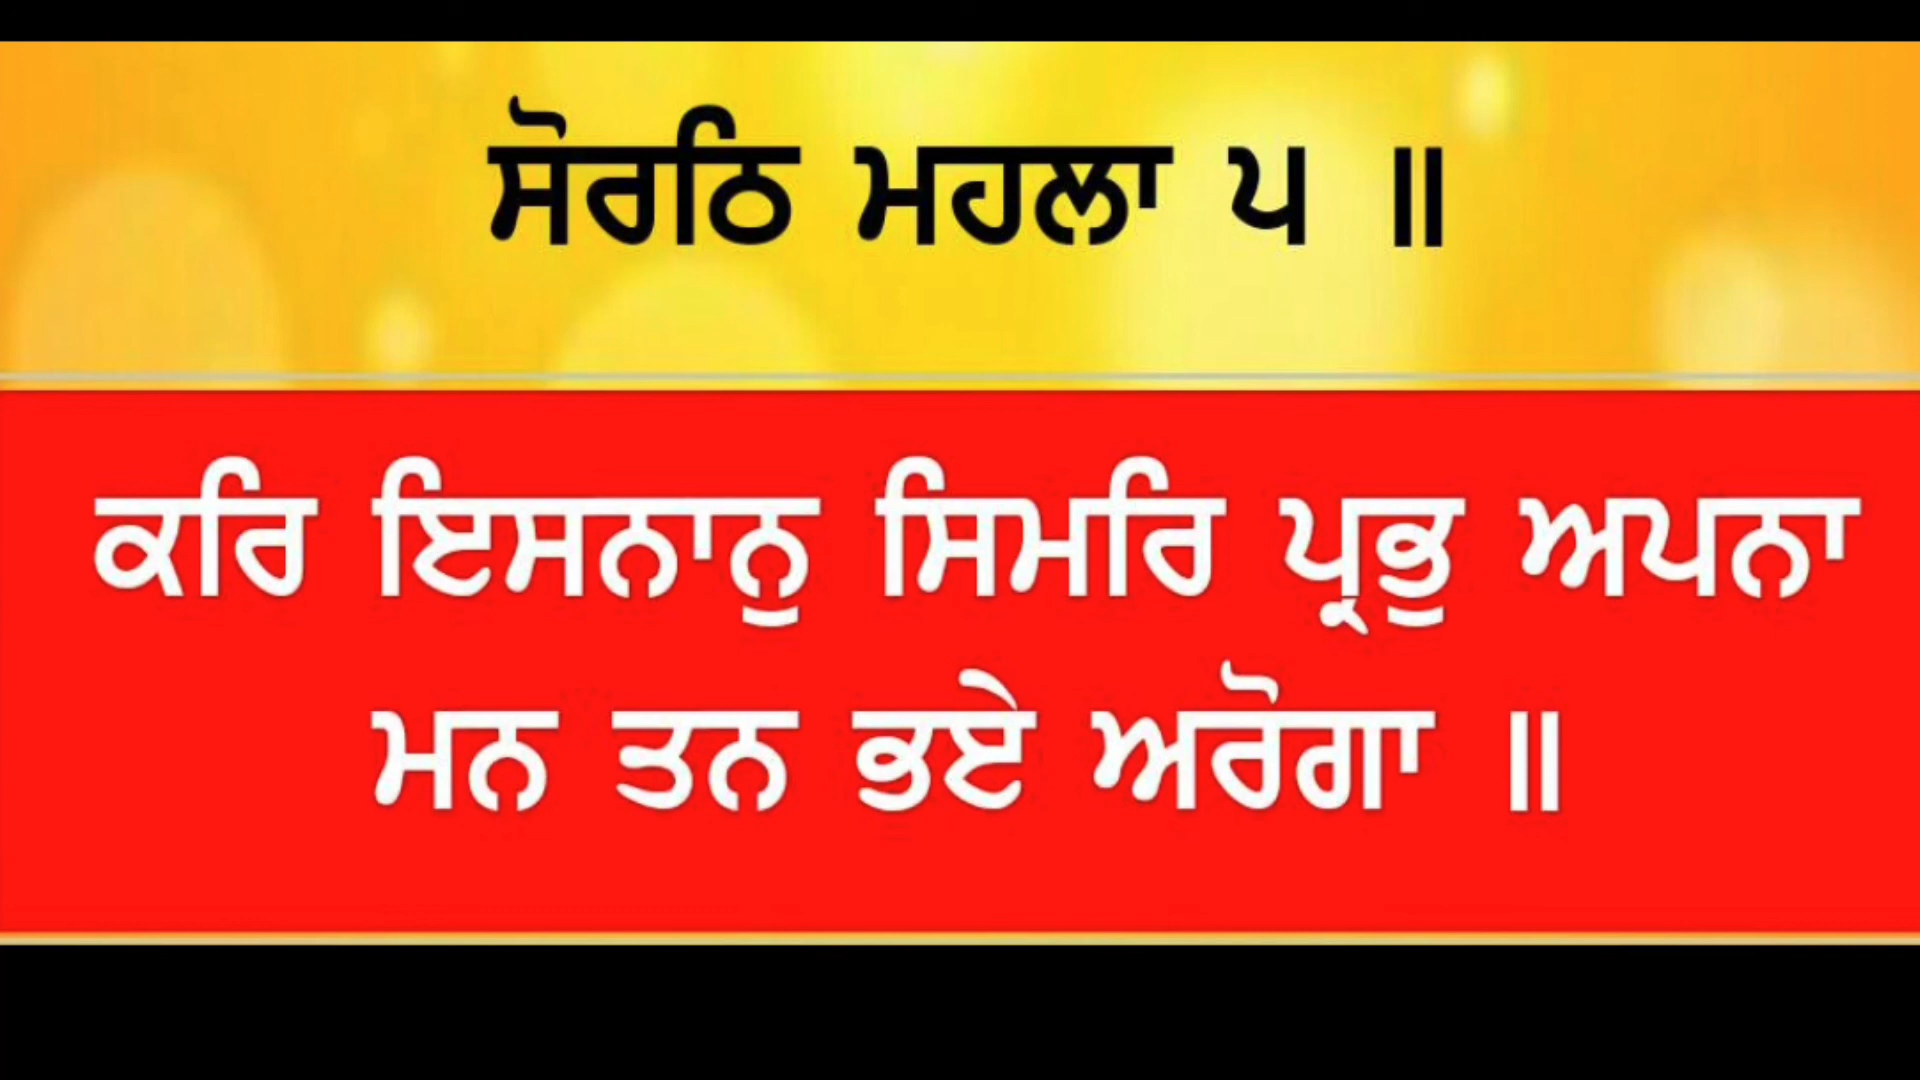 ਸੋਰਠਿ ਮਹਲਾ ੫ ॥
ਕਰਿ ਇਸਨਾਨੁ ਸਿਮਰਿ ਪ੍ਰਭੁ ਅਪਨਾ
ਮਨ ਤਨ ਭਏ ਅਰੋਗਾ ॥